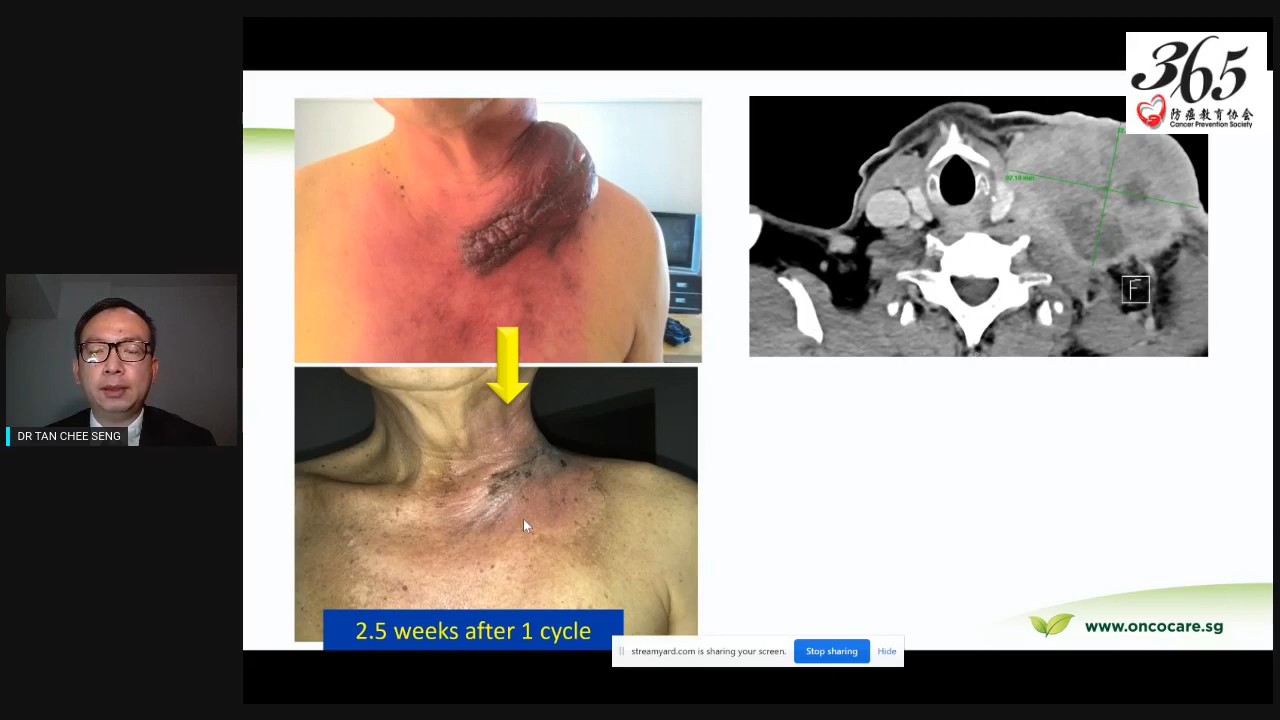 365
防癌教育协会
Cancer Prevention Society
F
DR TAN CHEE SENG
2.5 weeks after 1 cycle
www.oncocare.sg
streamyard.com is sharing your screen.
Stop sharing
Hide